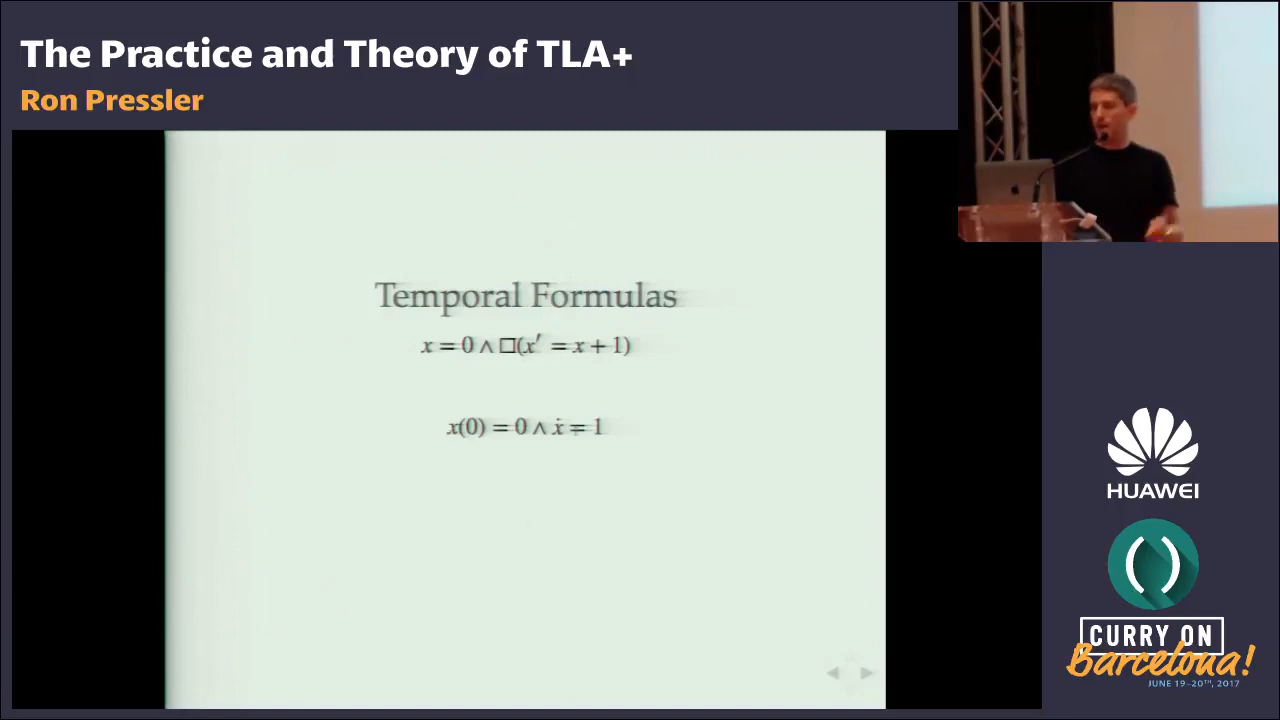 The Practice and Theory of TLA+
Ron Pressler
Temporal Formulas
x = 0 ∧ □(x′ = x + 1)
x(0) = 0 ∧ ẋ = 1
HUAWEI
CURRY ON
Barcelona!
JUNE 19-20TH, 2017